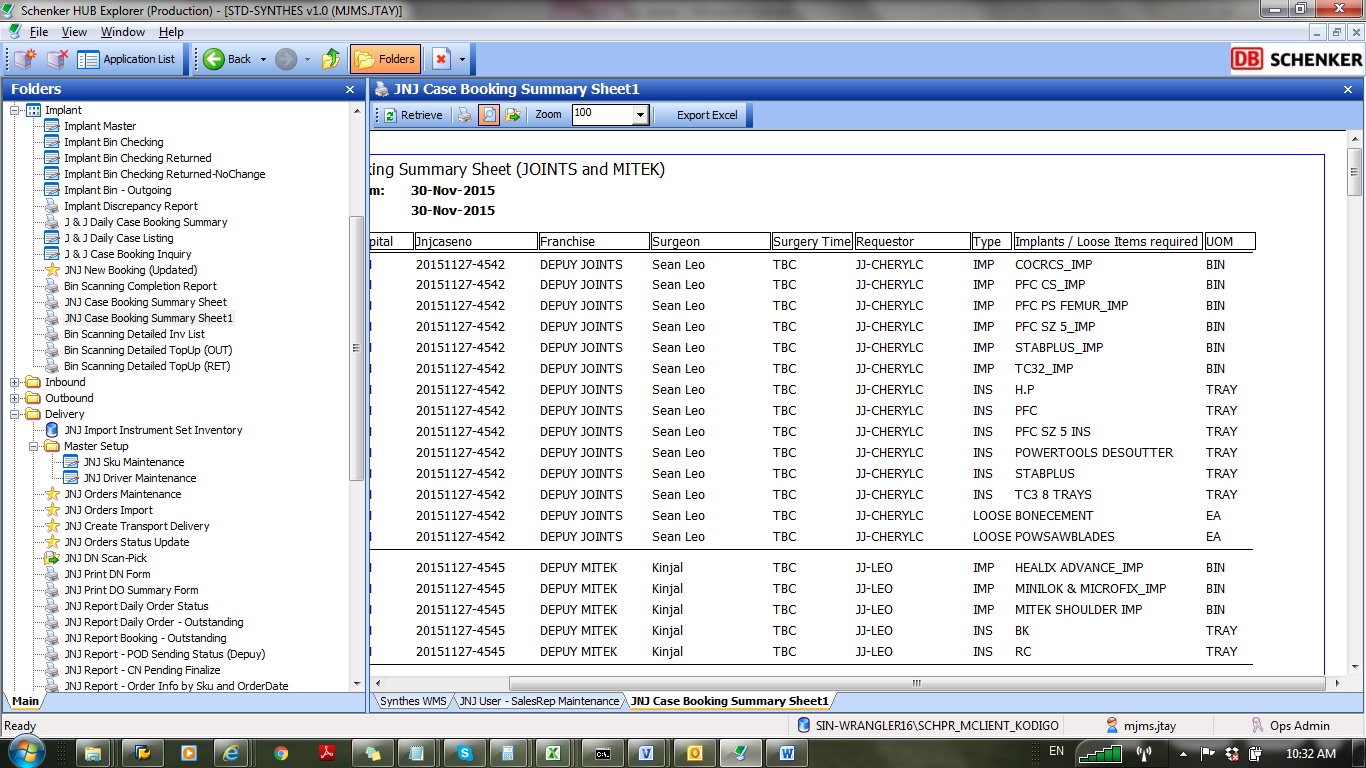 Schenker HUB Explorer (Production) - [STD-SYNTHES v1.0 (MJMS.JTAY)]
File View Window Help
Application List Back Folders
DB SCHENKER
Folders
Implant
Implant Master
Implant Bin Checking
Implant Bin Checking Returned
Implant Bin Checking Returned-NoChange
Implant Bin - Outgoing
Implant Discrepancy Report
J & J Daily Case Booking Summary
J & J Daily Case Listing
J & J Case Booking Inquiry
JNJ New Booking (Updated)
Bin Scanning Completion Report
JNJ Case Booking Summary Sheet
JNJ Case Booking Summary Sheet1
Bin Scanning Detailed Inv List
Bin Scanning Detailed TopUp (OUT)
Bin Scanning Detailed TopUp (RET)
Inbound
Outbound
Delivery
JNJ Import Instrument Set Inventory
Master Setup
JNJ Sku Maintenance
JNJ Driver Maintenance
JNJ Orders Maintenance
JNJ Orders Import
JNJ Create Transport Delivery
JNJ Orders Status Update
JNJ DN Scan-Pick
JNJ Print DN Form
JNJ Print DO Summary Form
JNJ Report Daily Order Status
JNJ Report Daily Order - Outstanding
JNJ Report Booking - Outstanding
JNJ Report - POD Sending Status (Depuy)
JNJ Report - CN Pending Finalize
JNJ Report - Order Info by Sku and OrderDate
Main
JNJ Case Booking Summary Sheet1
Retrieve Zoom 100 Export Excel
king Summary Sheet (JOINTS and MITEK)
m: 30-Nov-2015
30-Nov-2015
pital Jnjcaseno Franchise Surgeon Surgery Time Requestor Type Implants / Loose Items required UOM
20151127-4542 DEPUY JOINTS Sean Leo TBC JJ-CHERYLC IMP COCRCS_IMP BIN
20151127-4542 DEPUY JOINTS Sean Leo TBC JJ-CHERYLC IMP PFC CS_IMP BIN
20151127-4542 DEPUY JOINTS Sean Leo TBC JJ-CHERYLC IMP PFC PS FEMUR_IMP BIN
20151127-4542 DEPUY JOINTS Sean Leo TBC JJ-CHERYLC IMP PFC SZ 5_IMP BIN
20151127-4542 DEPUY JOINTS Sean Leo TBC JJ-CHERYLC IMP STABPLUS_IMP BIN
20151127-4542 DEPUY JOINTS Sean Leo TBC JJ-CHERYLC IMP TC32_IMP BIN
20151127-4542 DEPUY JOINTS Sean Leo TBC JJ-CHERYLC INS H.P TRAY
20151127-4542 DEPUY JOINTS Sean Leo TBC JJ-CHERYLC INS PFC TRAY
20151127-4542 DEPUY JOINTS Sean Leo TBC JJ-CHERYLC INS PFC SZ 5 INS TRAY
20151127-4542 DEPUY JOINTS Sean Leo TBC JJ-CHERYLC INS POWERTOOLS DESOUTTER TRAY
20151127-4542 DEPUY JOINTS Sean Leo TBC JJ-CHERYLC INS STABPLUS TRAY
20151127-4542 DEPUY JOINTS Sean Leo TBC JJ-CHERYLC INS TC3 8 TRAYS TRAY
20151127-4542 DEPUY JOINTS Sean Leo TBC JJ-CHERYLC LOOSE BONECEMENT EA
20151127-4542 DEPUY JOINTS Sean Leo TBC JJ-CHERYLC LOOSE POWSAWBLADES EA
20151127-4545 DEPUY MITEK Kinjal TBC JJ-LEO IMP HEALIX ADVANCE_IMP BIN
20151127-4545 DEPUY MITEK Kinjal TBC JJ-LEO IMP MINILOK & MICROFIX_IMP BIN
20151127-4545 DEPUY MITEK Kinjal TBC JJ-LEO IMP MITEK SHOULDER IMP BIN
20151127-4545 DEPUY MITEK Kinjal TBC JJ-LEO INS BK TRAY
20151127-4545 DEPUY MITEK Kinjal TBC JJ-LEO INS RC TRAY
Synthes WMS JNJ User - SalesRep Maintenance JNJ Case Booking Summary Sheet1
Ready SIN-WRANGLER16\SCHPR_MCLIENT_KODIGO mjms.jtay Ops Admin
EN 10:32 AM